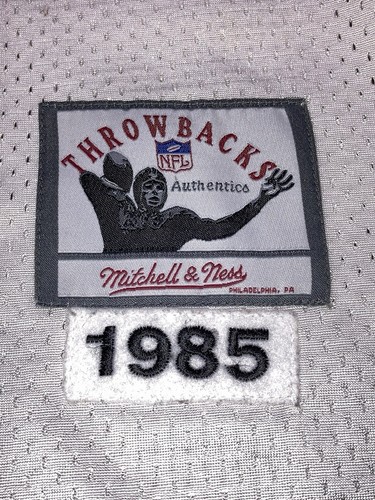 THROWBACKS
NFL
Authentics
Mitchell & Ness
PHILADELPHIA, PA
1985